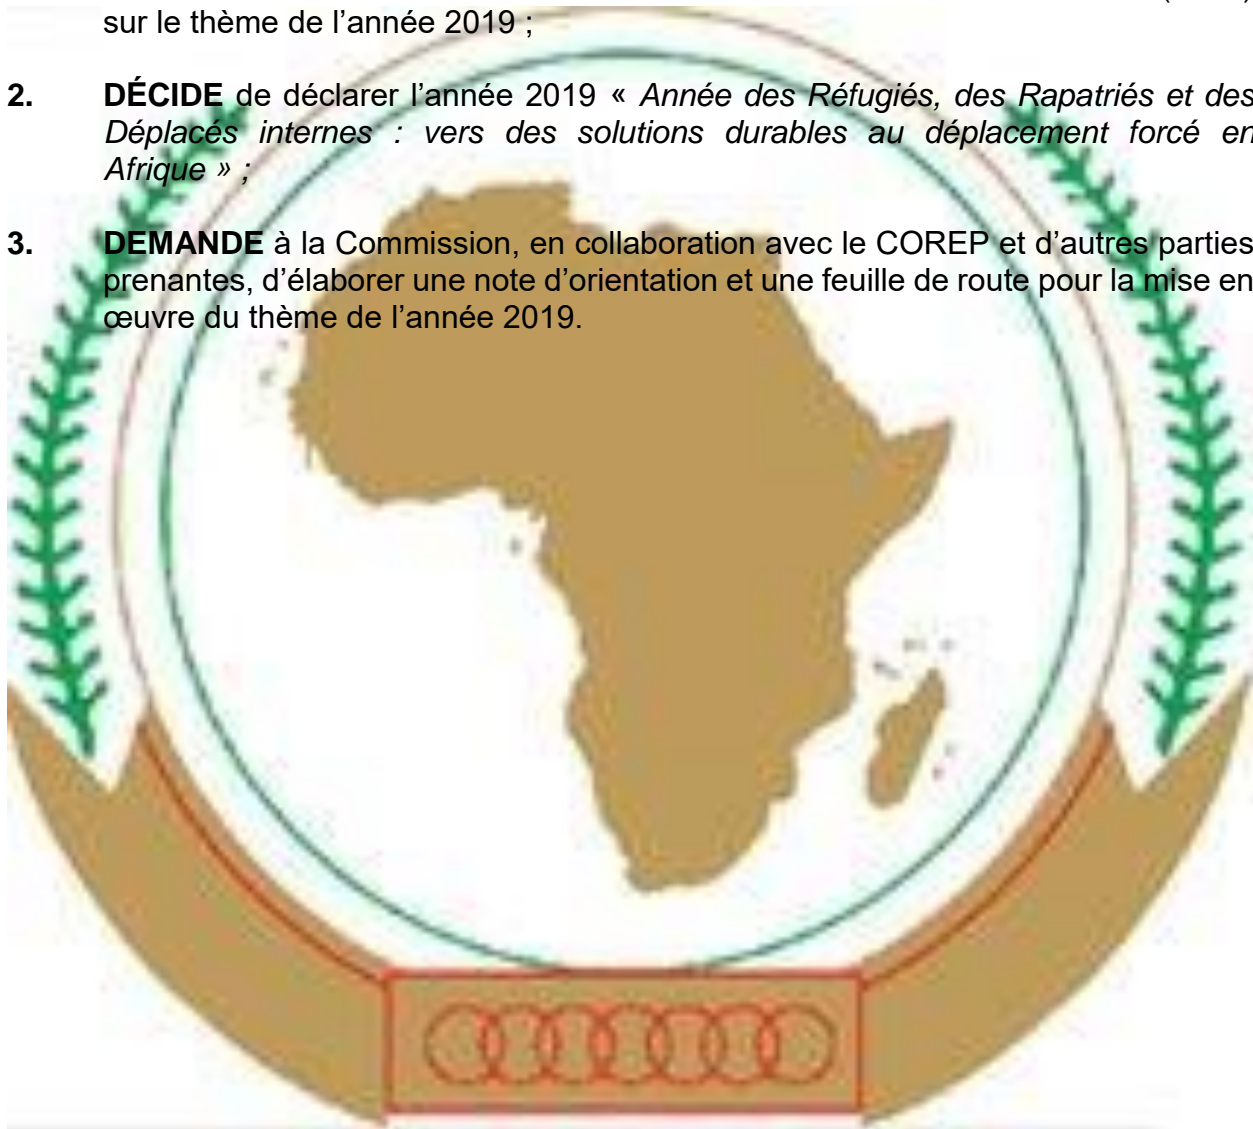 sur le thème de l’année 2019 ;
2. DÉCIDE de déclarer l’année 2019 « Année des Réfugiés, des Rapatriés et des
Déplacés internes : vers des solutions durables au déplacement forcé en
Afrique » ;
3. DEMANDE à la Commission, en collaboration avec le COREP et d’autres parties
prenantes, d’élaborer une note d’orientation et une feuille de route pour la mise en
œuvre du thème de l’année 2019.